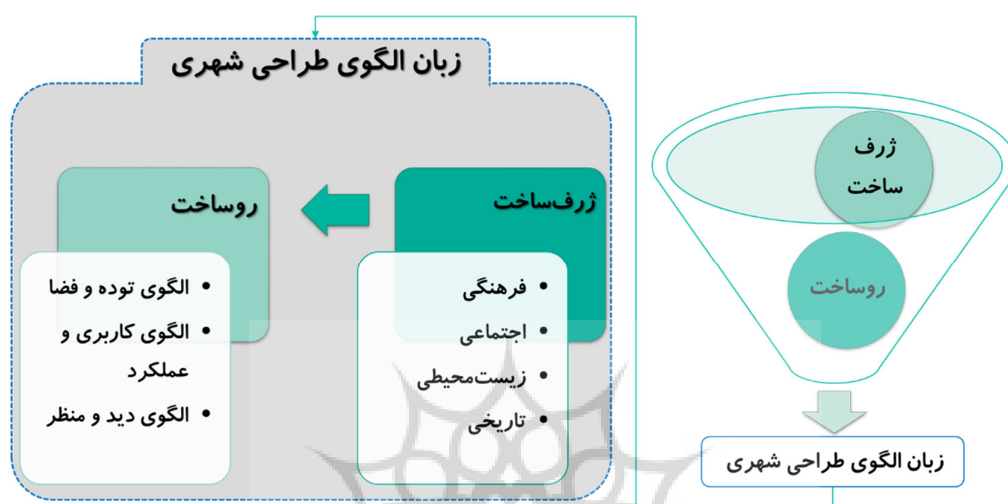 زبان الگوی طراحی شهری
ژرف‌ساخت
• فرهنگی
• اجتماعی
• زیست‌محیطی
• تاریخی
روساخت
• الگوی توده و فضا
• الگوی کاربری و
عملکرد
• الگوی دید و منظر
ژرف
ساخت
روساخت
زبان الگوی طراحی شهری